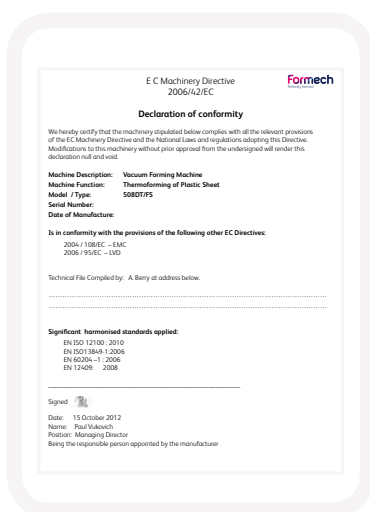 E C Machinery Directive
2006/42/EC
Formech
Declaration of conformity
We hereby certify that the machinery stipulated below complies with all the relevant provisions
of the EC Machinery Directive and the National Laws and regulations adopting this Directive.
Modifications to this machinery without prior approval from the undersigned will render this
declaration null and void.
Machine Description: Vacuum Forming Machine
Machine Function: Thermoforming of Plastic Sheet
Model / Type: 508DT/FS
Serial Number:
Date of Manufacture:
Is in conformity with the provisions of the following other EC Directives:
2004 / 108/EC – EMC
2006 / 95/EC – LVD
Technical File Compiled by: A. Berry at address below.
Significant harmonised standards applied:
EN ISO 12100 : 2010
EN ISO13849-1:2006
EN 60204 –1 : 2006
EN 12409: 2008
Signed
Date: 15 October 2012
Name: Paul Vukovich
Position: Managing Director
Being the responsible person appointed by the manufacturer